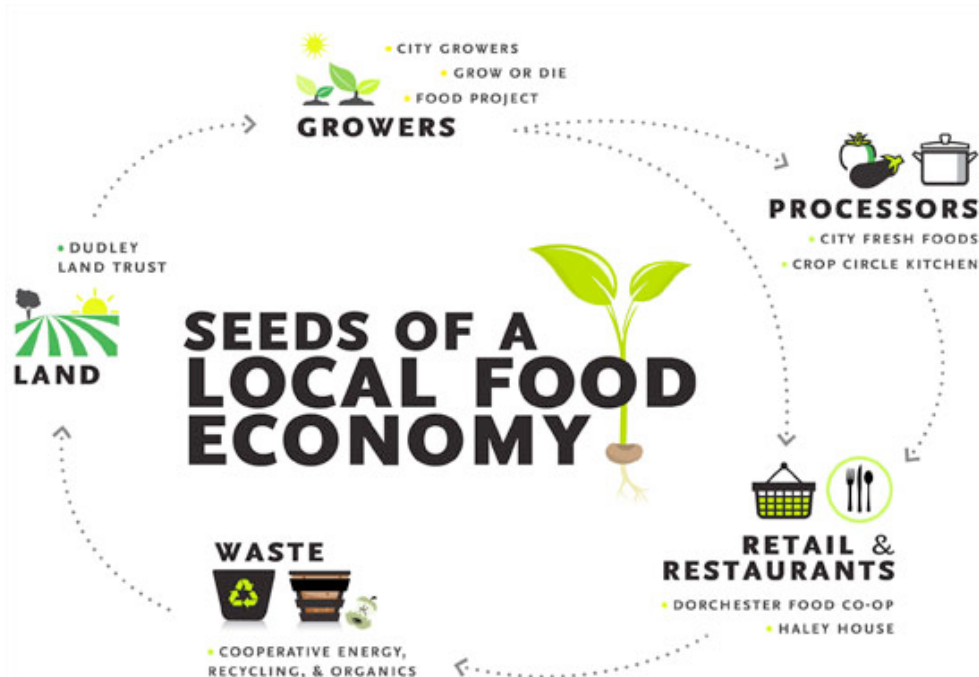 CITY GROWERS
GROW OR DIE
FOOD PROJECT
GROWERS
PROCESSORS
CITY FRESH FOODS
CROP CIRCLE KITCHEN
DUDLEY
LAND TRUST
LAND
SEEDS OF A
LOCAL FOOD
ECONOMY
RETAIL &
RESTAURANTS
DORCHESTER FOOD CO-OP
HALEY HOUSE
WASTE
COOPERATIVE ENERGY,
RECYCLING, & ORGANICS